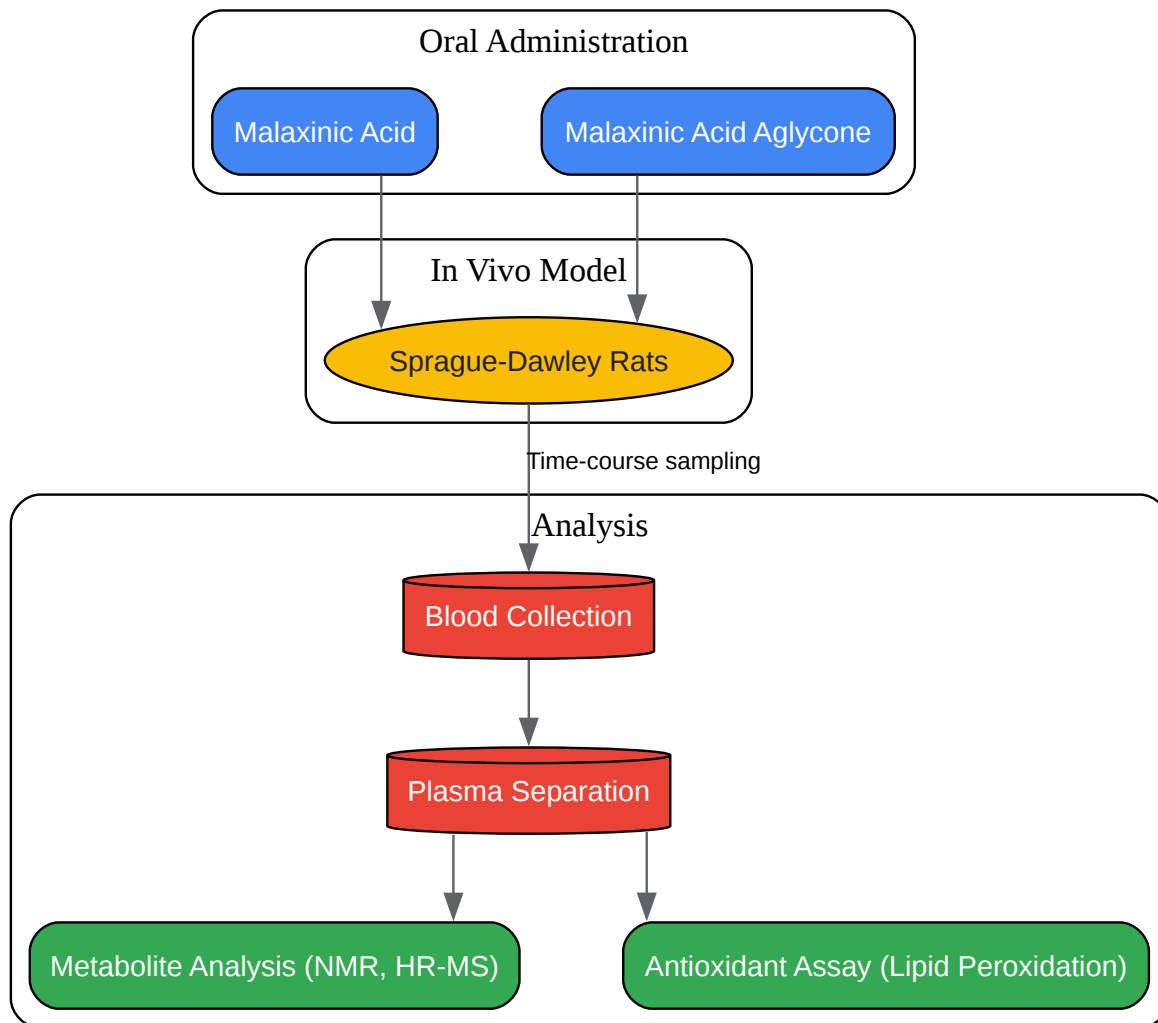 Oral Administration
Malaxinic Acid
Malaxinic Acid Aglycone
In Vivo Model
Sprague-Dawley Rats
Time-course sampling
Analysis
Blood Collection
Plasma Separation
Metabolite Analysis (NMR, HR-MS)
Antioxidant Assay (Lipid Peroxidation)